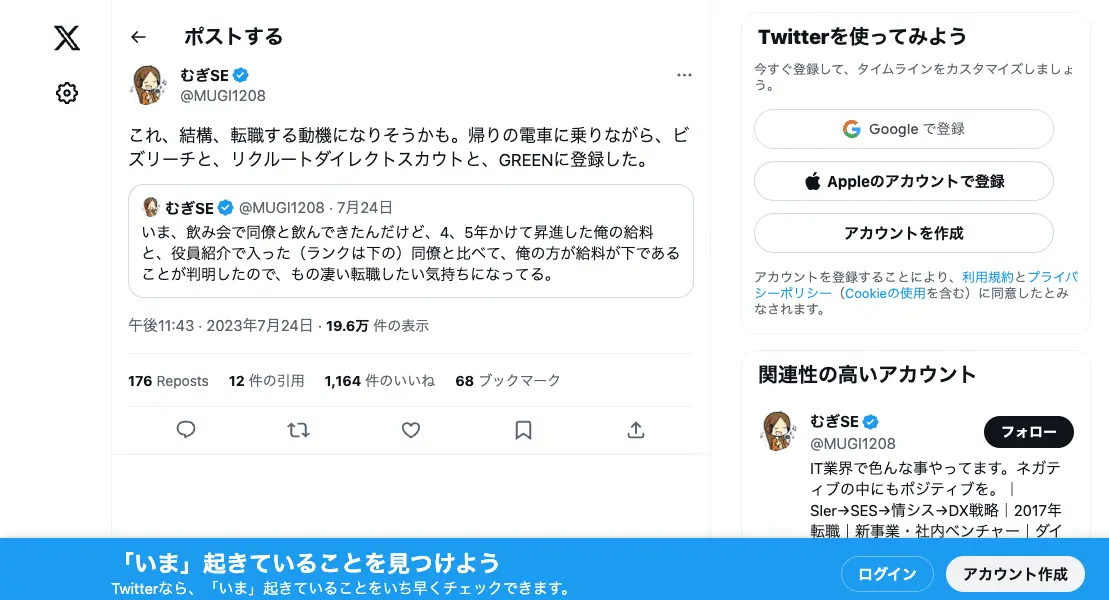 ポストする
むぎSE
@MUGI1208
これ、結構、転職する動機になりそうかも。帰りの電車に乗りながら、ビ
ズリーチと、リクルートダイレクトスカウトと、GREENに登録した。
むぎSE @MUGI1208 · 7月24日
いま、飲み会で同僚と飲んできたんだけど、4、5年かけて昇進した俺の給料
と、役員紹介で入った（ランクは下の）同僚と比べて、俺の方が給料が下である
ことが判明したので、もの凄い転職したい気持ちになってる。
午後11:43 · 2023年7月24日 · 19.6万 件の表示
176 Reposts 12 件の引用 1,164 件のいいね 68 ブックマーク
Twitterを使ってみよう
今すぐ登録して、タイムラインをカスタマイズしましょ
う。
Google で登録
Appleのアカウントで登録
アカウントを作成
アカウントを登録することにより、利用規約とプライバ
シーポリシー（Cookieの使用を含む）に同意したとみ
なされます。
関連性の高いアカウント
むぎSE
@MUGI1208
フォロー
IT業界で色んな事やってます。ネガテ
ィブの中にもポジティブを。｜
SIer→SES→情シス→DX戦略｜2017年
転職｜新事業・社内ベンチャー｜ダイ
「いま」起きていることを見つけよう
Twitterなら、「いま」起きていることをいち早くチェックできます。
ログイン
アカウント作成